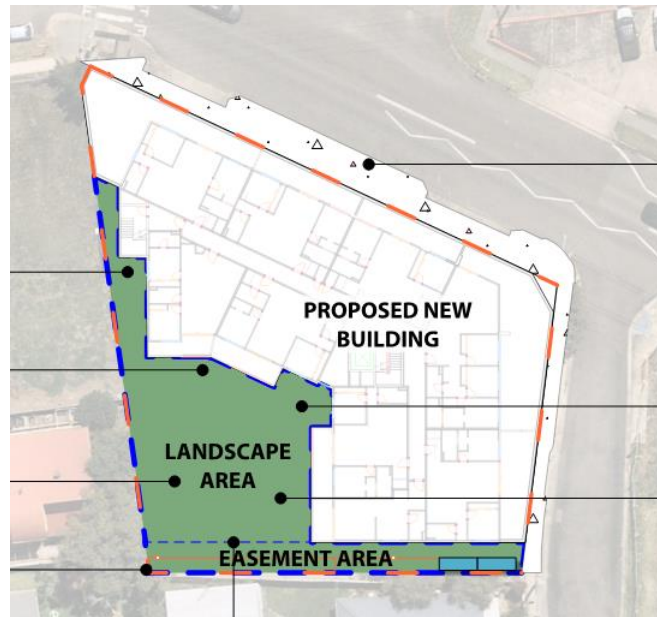 PROPOSED NEW
BUILDING
LANDSCAPE
AREA
EASEMENT AREA